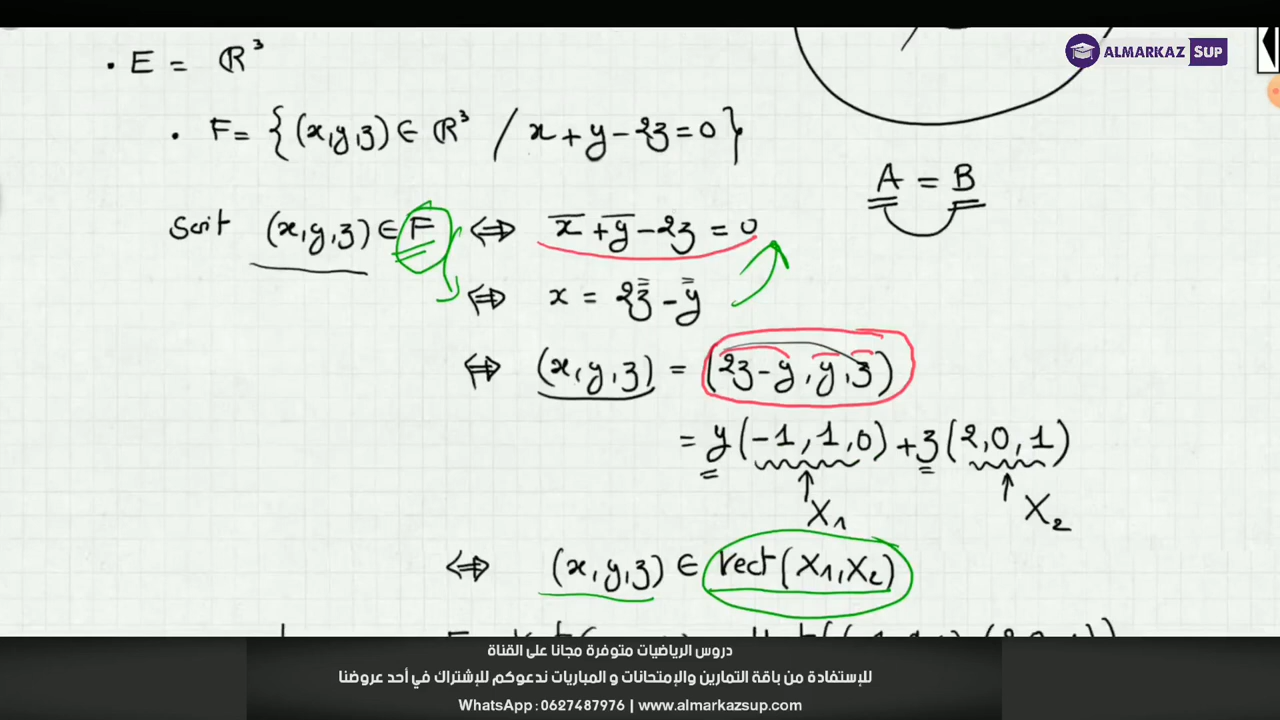 ALMARKAZ SUP
• E = ℝ³
• F = {(x,y,z) ∈ ℝ³ / x+y-2z=0}
A = B
Soit (x,y,z) ∈ F ⇔ x + y - 2z = 0
⇔ x = 2z - y
⇔ (x,y,z) = (2z-y, y, z)
= y(-1,1,0) + z(2,0,1)
X₁ X₂
⇔ (x,y,z) ∈ Vect(X₁,X₂)
دروس الرياضيات متوفرة مجانا على القناة
للإستفادة من باقة التمارين والإمتحانات و المباريات ندعوكم للإشتراك في أحد عروضنا
WhatsApp : 0627487976 | www.almarkazsup.com